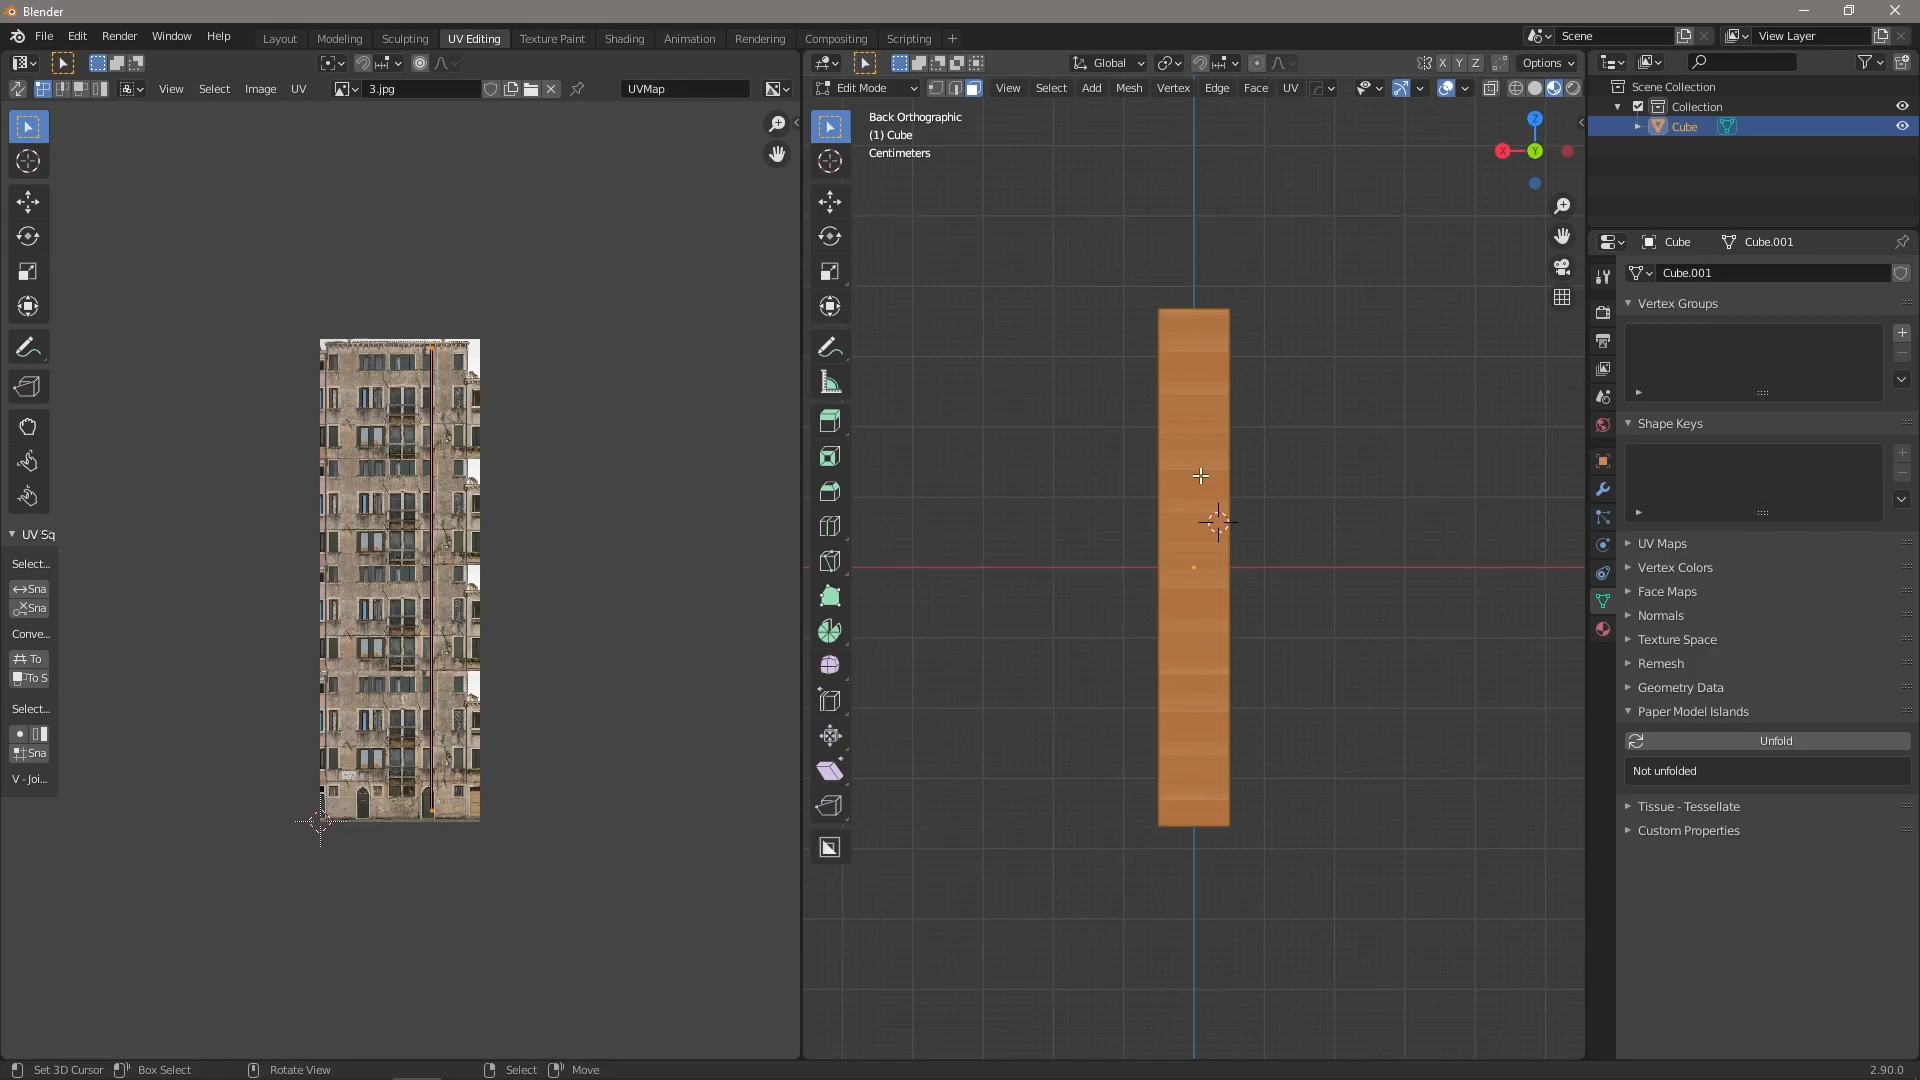 Blender
File Edit Render Window Help Layout Modeling Sculpting UV Editing Texture Paint Shading Animation Rendering Compositing Scripting + Scene View Layer
Global X Y Z Options
View Select Image UV 3.jpg UVMap Edit Mode View Select Add Mesh Vertex Edge Face UV
Scene Collection
Collection
Cube
Back Orthographic
(1) Cube
Centimeters
Z
X
Y
Cube Cube.001
Cube.001
Vertex Groups
Shape Keys
UV Maps
Vertex Colors
Face Maps
Normals
Texture Space
Remesh
Geometry Data
Paper Model Islands
Unfold
Not unfolded
Tissue - Tessellate
Custom Properties
UV Sq
Select...
Sna
Sna
Conve...
To
To S
Select...
Sna
V - Joi...
Set 3D Cursor Box Select Rotate View Select Move 2.90.0